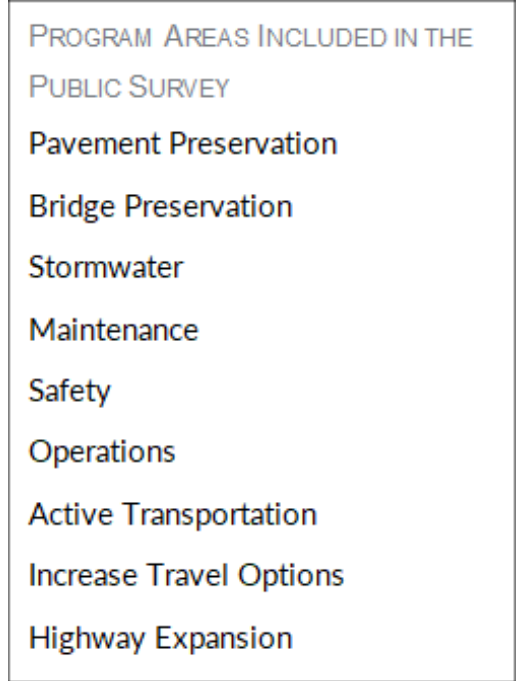 PROGRAM AREAS INCLUDED IN THE
PUBLIC SURVEY
Pavement Preservation
Bridge Preservation
Stormwater
Maintenance
Safety
Operations
Active Transportation
Increase Travel Options
Highway Expansion